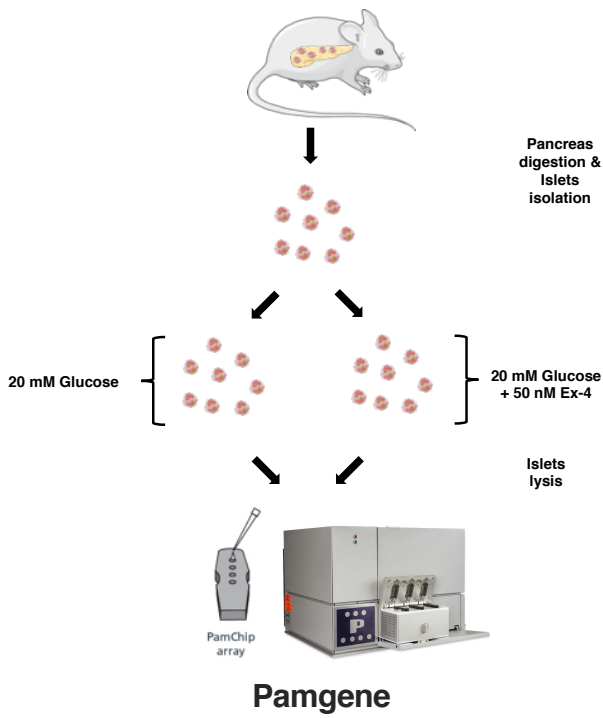 Pancreas
digestion &
Islets
isolation
20 mM Glucose
20 mM Glucose
+ 50 nM Ex-4
Islets
lysis
P
PamChip
array
Pamgene